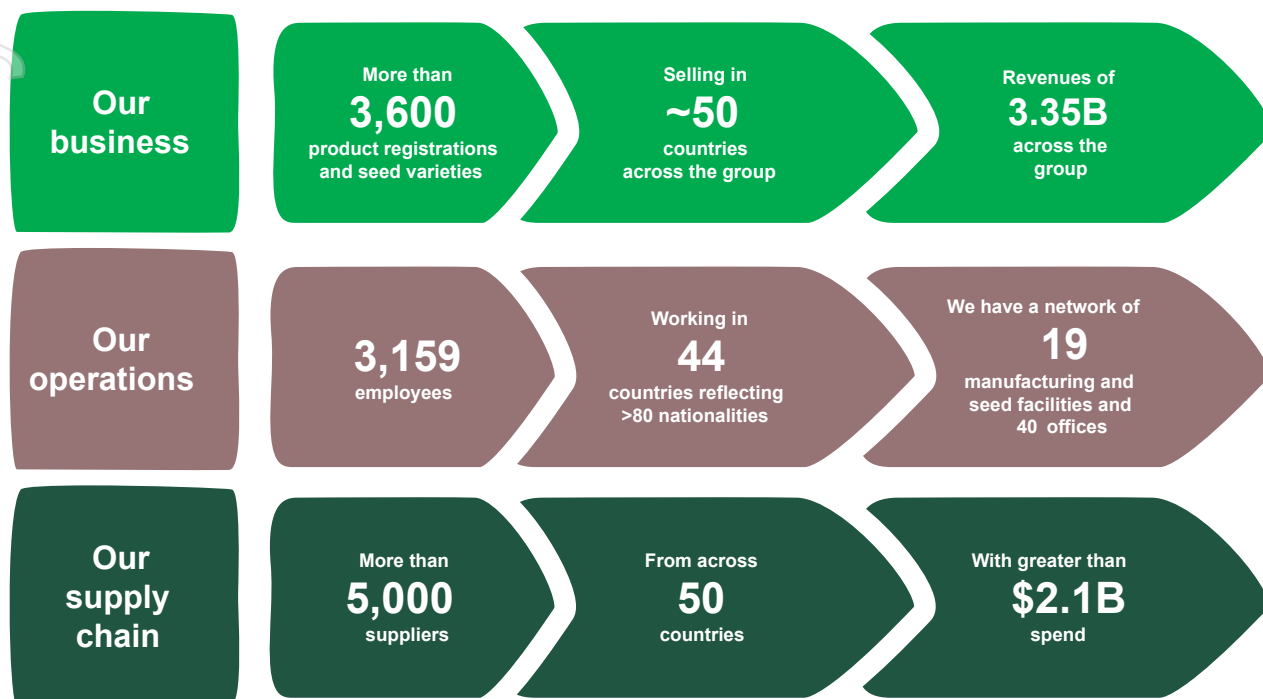 Our
business
More than
3,600
product registrations
and seed varieties
Selling in
~50
countries
across the group
Revenues of
3.35B
across the
group
Our
operations
3,159
employees
Working in
44
countries reflecting
>80 nationalities
We have a network of
19
manufacturing and
seed facilities and
40 offices
Our
supply
chain
More than
5,000
suppliers
From across
50
countries
With greater than
$2.1B
spend